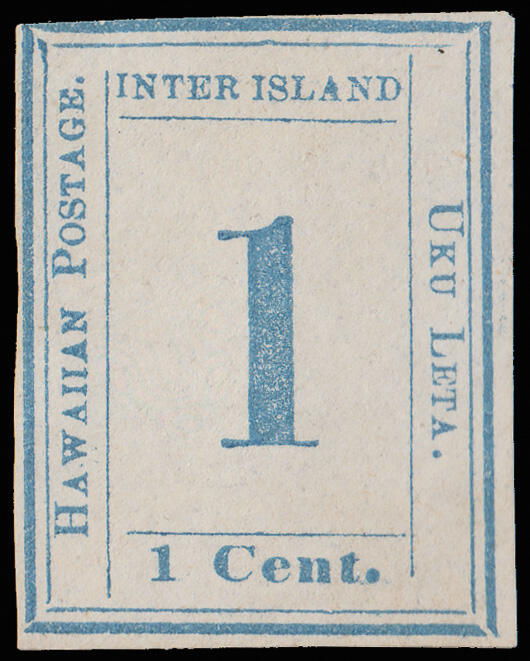 INTER ISLAND
HAWAIIAN POSTAGE.
1
UKU LETA.
1 Cent.